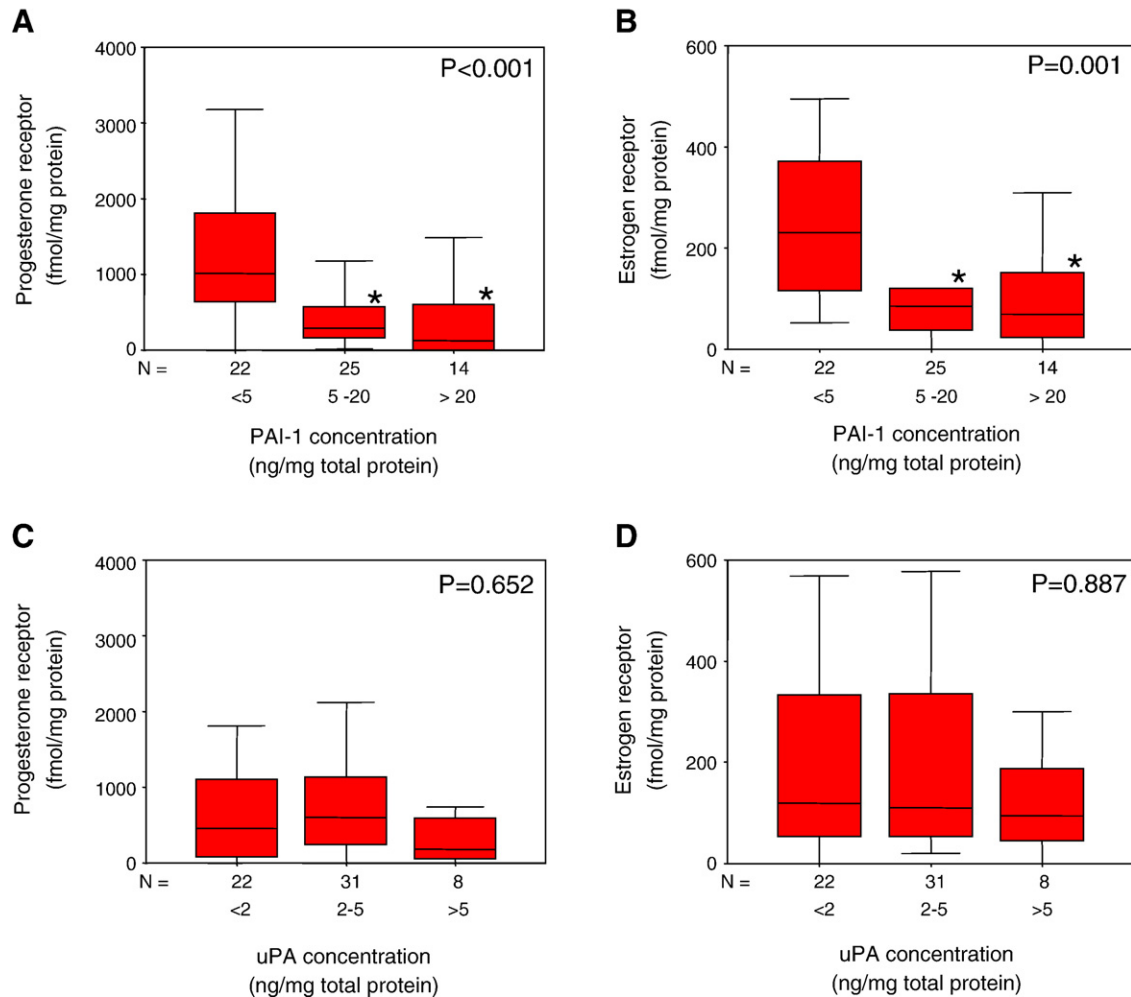 A
P<0.001
Progesterone receptor
(fmol/mg protein)
4000
3000
2000
1000
0
N = 22 25 14
<5 5 -20 > 20
PAI-1 concentration
(ng/mg total protein)
*
*
B
P=0.001
Estrogen receptor
(fmol/mg protein)
600
400
200
0
N = 22 25 14
<5 5 -20 > 20
PAI-1 concentration
(ng/mg total protein)
*
*
C
P=0.652
Progesterone receptor
(fmol/mg protein)
4000
3000
2000
1000
0
N = 22 31 8
<2 2-5 >5
uPA concentration
(ng/mg total protein)
D
P=0.887
Estrogen receptor
(fmol/mg protein)
600
400
200
0
N = 22 31 8
<2 2-5 >5
uPA concentration
(ng/mg total protein)